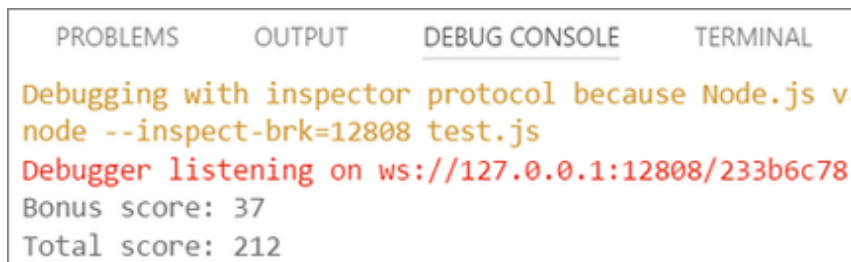 PROBLEMS OUTPUT DEBUG CONSOLE TERMINAL
Debugging with inspector protocol because Node.js v
node --inspect-brk=12808 test.js
Debugger listening on ws://127.0.0.1:12808/233b6c78
Bonus score: 37
Total score: 212